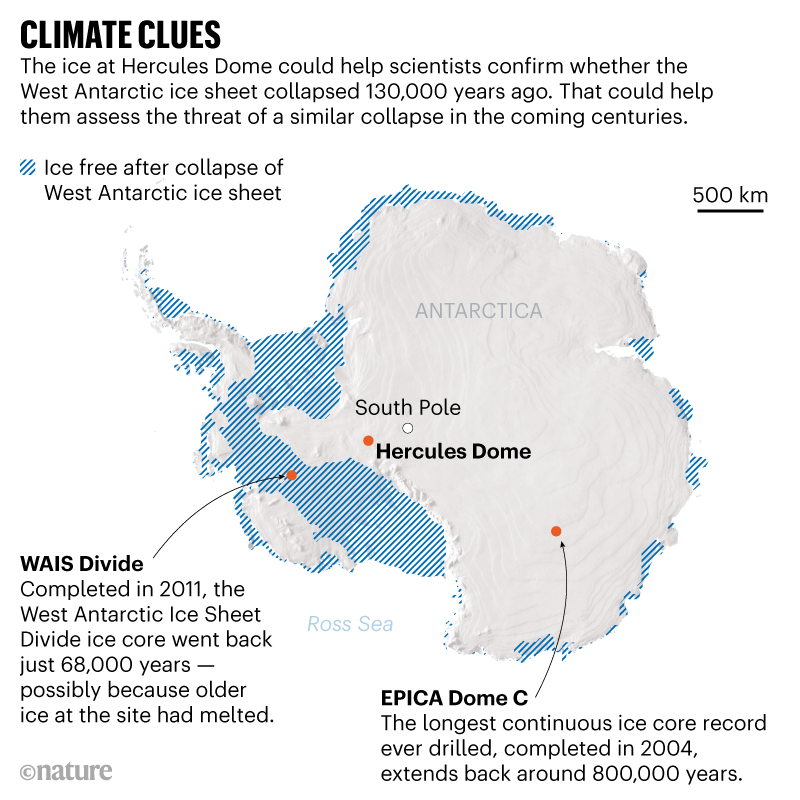 CLIMATE CLUES
The ice at Hercules Dome could help scientists confirm whether the
West Antarctic ice sheet collapsed 130,000 years ago. That could help
them assess the threat of a similar collapse in the coming centuries.
Ice free after collapse of
West Antarctic ice sheet
500 km
ANTARCTICA
South Pole
Hercules Dome
WAIS Divide
Completed in 2011, the
West Antarctic Ice Sheet
Divide ice core went back
just 68,000 years —
possibly because older
ice at the site had melted.
Ross Sea
EPICA Dome C
The longest continuous ice core record
ever drilled, completed in 2004,
extends back around 800,000 years.
©nature